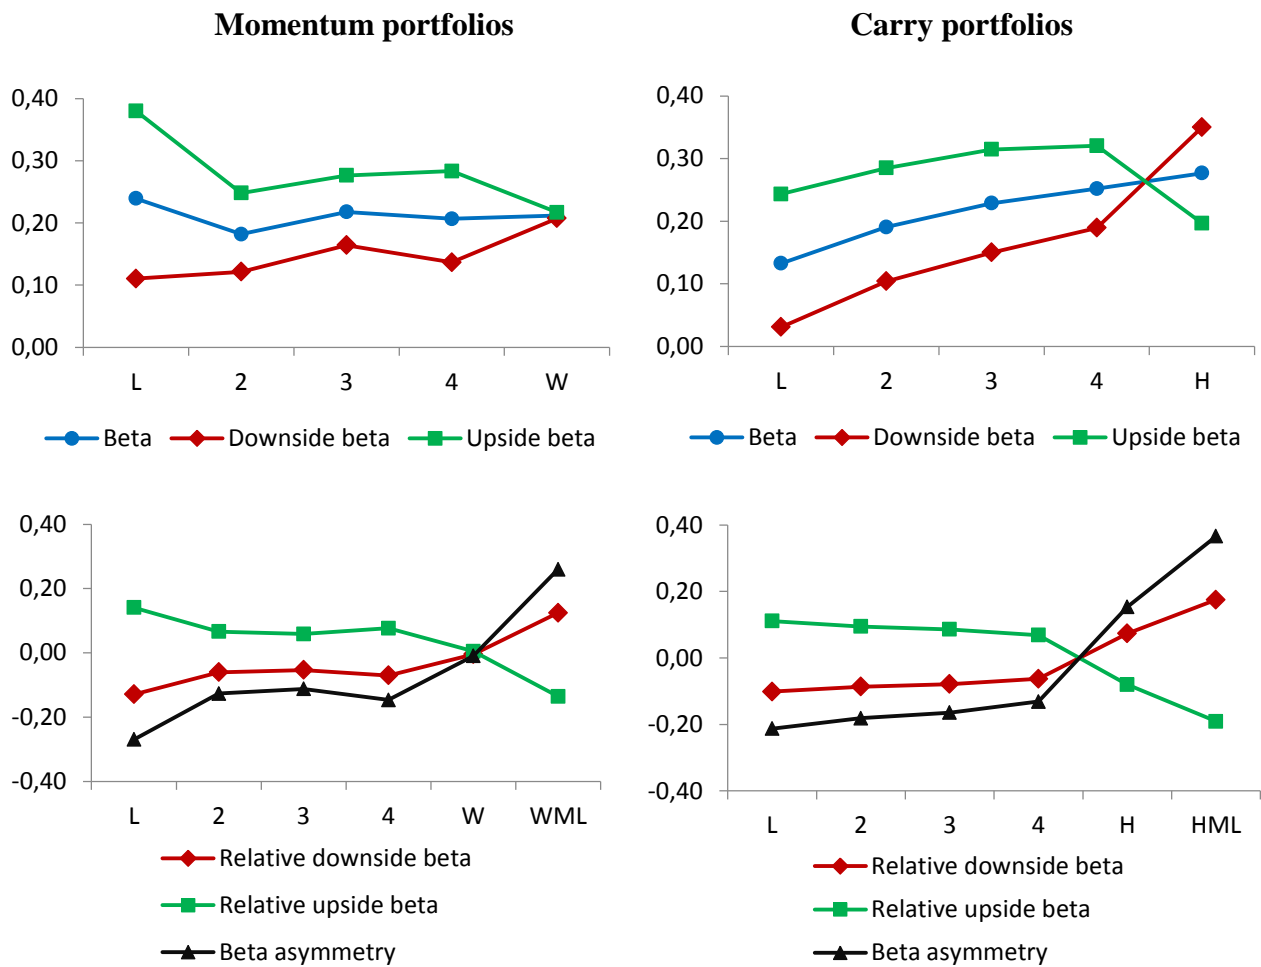 Momentum portfolios
Carry portfolios
0,40
0,30
0,20
0,10
0,00
L 2 3 4 W
Beta Downside beta Upside beta
0,40
0,30
0,20
0,10
0,00
L 2 3 4 H
Beta Downside beta Upside beta
0,40
0,20
0,00
-0,20
-0,40
L 2 3 4 W WML
Relative downside beta
Relative upside beta
Beta asymmetry
0,40
0,20
0,00
-0,20
-0,40
L 2 3 4 H HML
Relative downside beta
Relative upside beta
Beta asymmetry